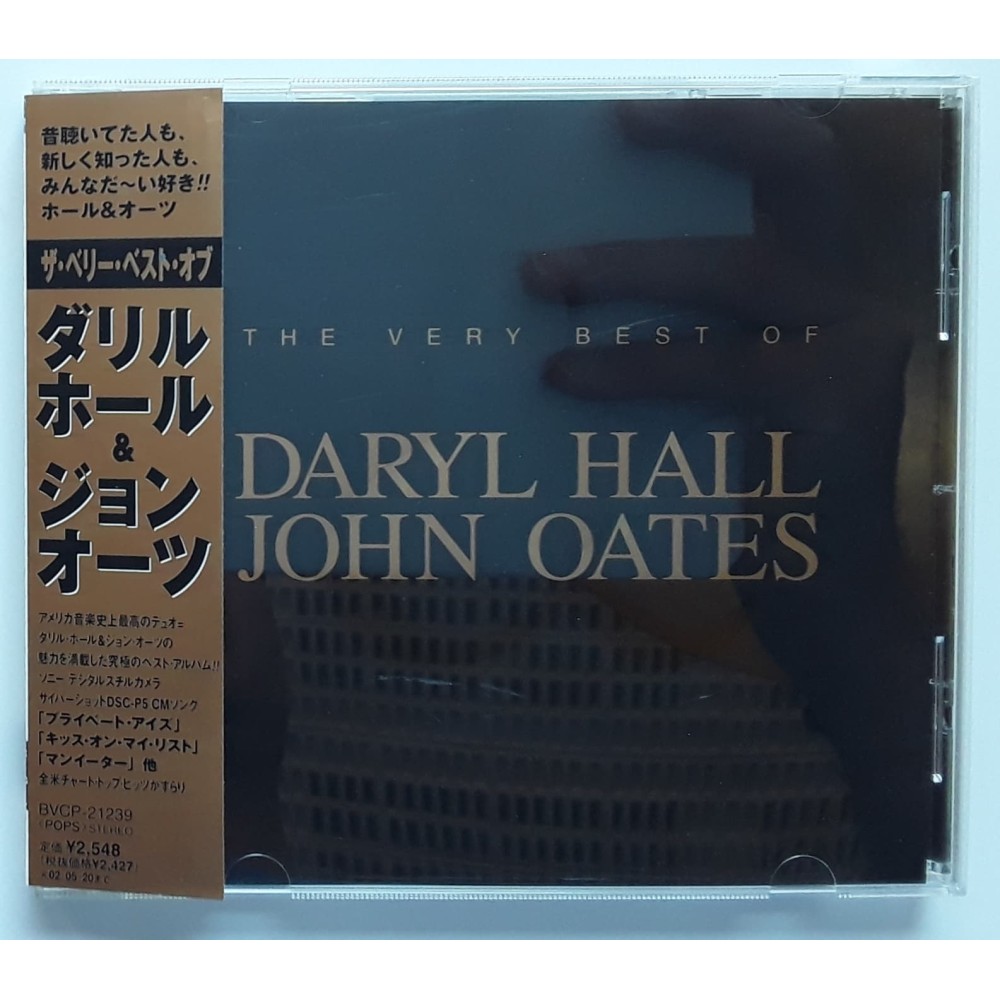 昔聴いてた人も、
新しく知った人も、
みんなだ〜い好き!!
ホール&オーツ
ザ・ベリー・ベスト・オブ
ダリル
ホール
&
ジョン
オーツ
アメリカ音楽史上最高のデュオ=
ダリル・ホール&ジョン・オーツの
魅力を満載した究極のベスト・アルバム!!
ソニー デジタルスチルカメラ
サイバーショットDSC-P5 CMソング
「プライベート・アイズ」
「キッス・オン・マイ・リスト」
「マンイーター」他
全米チャート・トップ・ヒッツがずらり
BVCP-21239
(POPS)STEREO
定価 ¥2,548
(税抜価格¥2,427)
THE VERY BEST OF
DARYL HALL
JOHN OATES